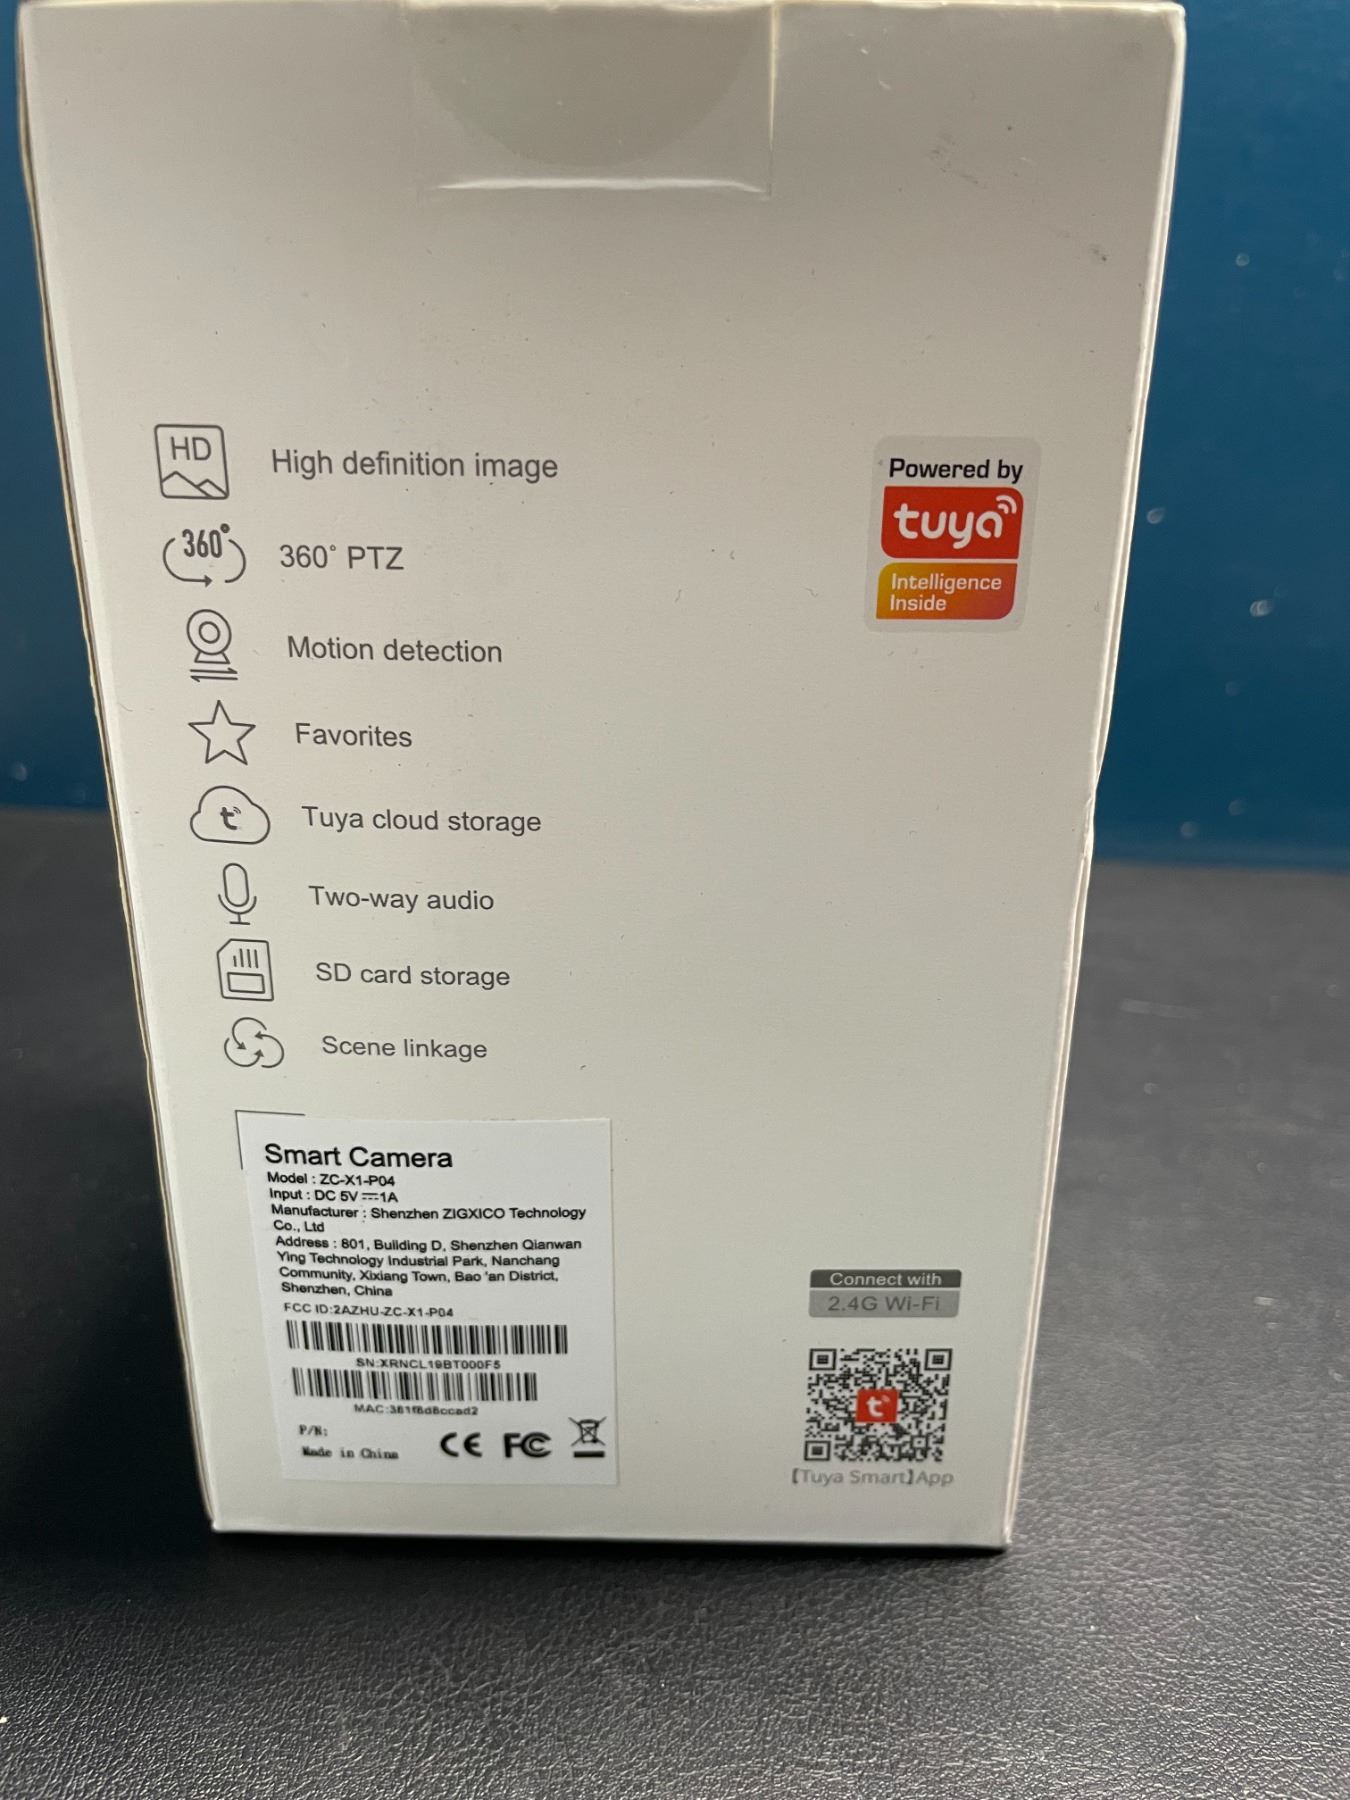 HD
High definition image
360°
360° PTZ
Motion detection
Favorites
Tuya cloud storage
Two-way audio
SD card storage
Scene linkage
Powered by
tuya
Intelligence
Inside
Smart Camera
Model : ZC-X1-P04
Input : DC 5V⎓1A
Manufacturer : Shenzhen ZIGXICO Technology
Co., Ltd
Address : 801, Building D, Shenzhen Qianwan
Ying Technology Industrial Park, Nanchang
Community, Xixiang Town, Bao 'an District,
Shenzhen, China
FCC ID:2AZHU-ZC-X1-P04
SN:XRNCL19BT000F5
MAC:381f8d8ccad2
P/N:
Made in China
CE FC
Connect with
2.4G Wi-Fi
【Tuya Smart】App